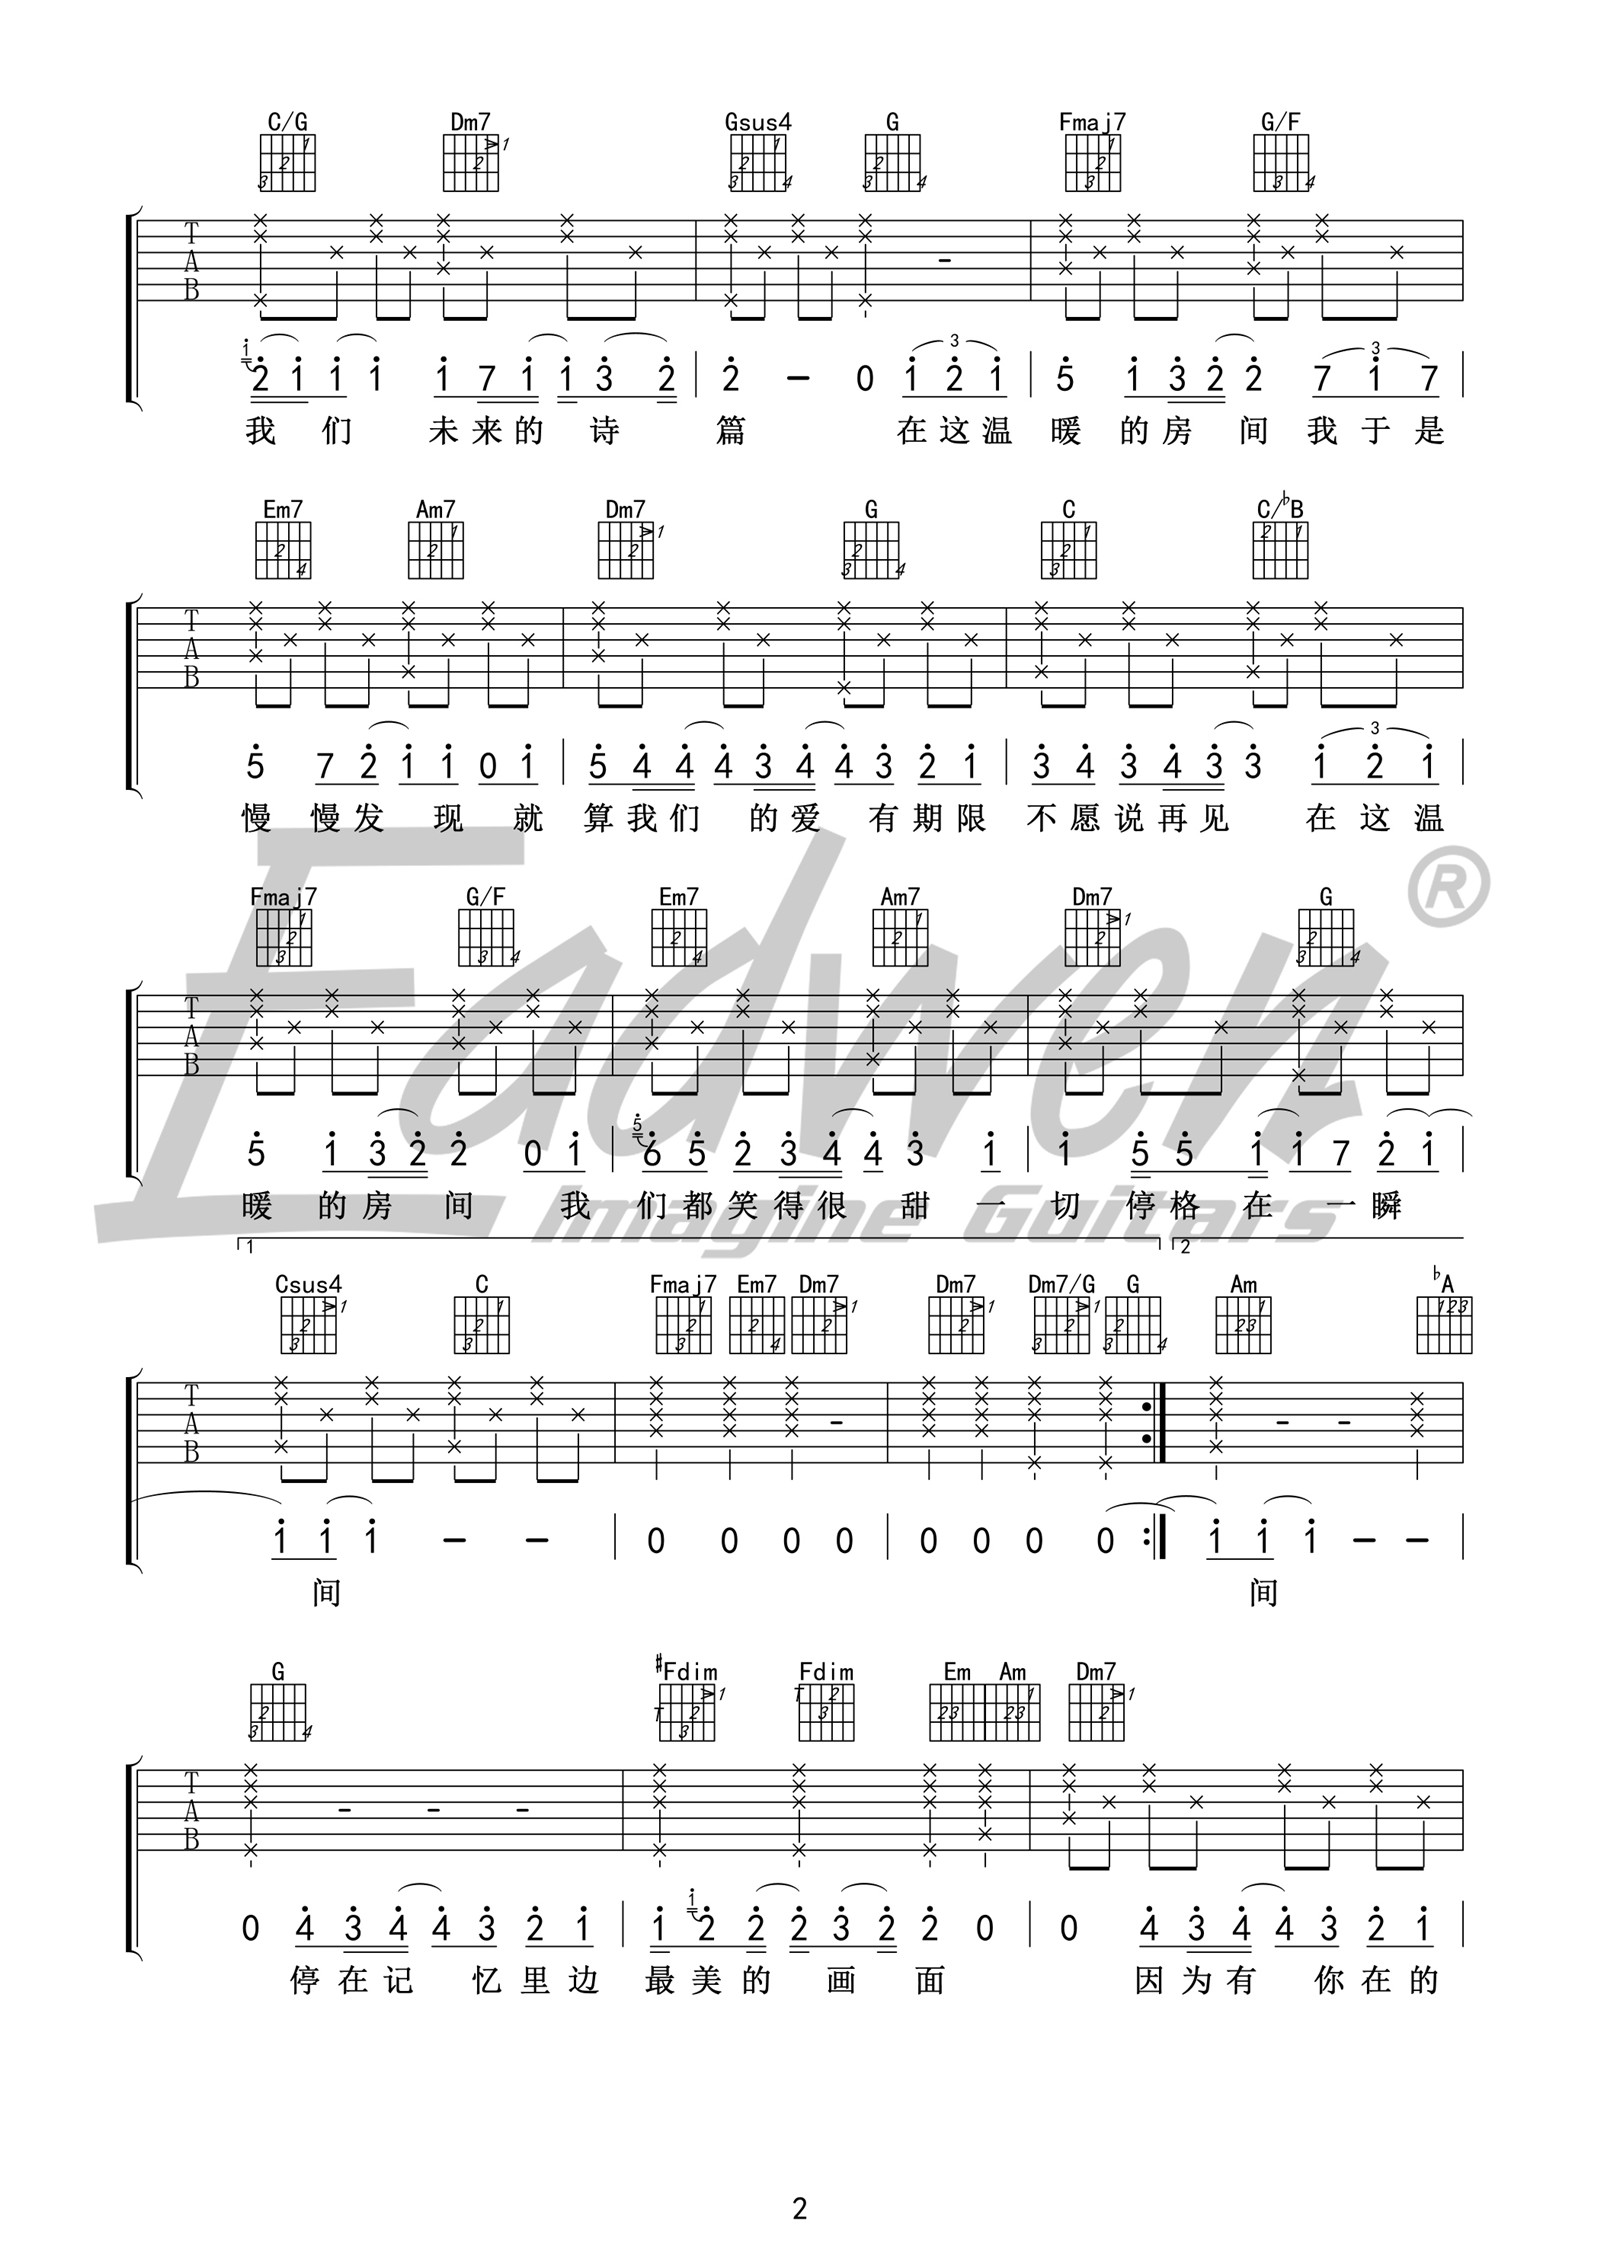 C/G Dm7 Gsus4 G Fmaj7 G/F
T A B
2 1 1 1 1 7 1 1 3 2 | 2 - 0 1 2 1 | 5 1 3 2 2 7 1 7
我们 未来的诗 篇 在这温 暖的房间我于是
Em7 Am7 Dm7 G C C/♭B
T A B
5 7 2 1 1 0 1 | 5 4 4 4 3 4 4 3 2 1 | 3 4 3 4 3 3 1 2 1
慢 慢发 现 就 算我们 的爱 有期限 不愿说再见 在这温
Fmaj7 G/F Em7 Am7 Dm7 G
T A B
5 1 3 2 2 0 1 | 6 5 2 3 4 4 3 1 | 1 5 5 1 1 7 2 1
暖 的房 间 我 们都笑得很 甜 一 切 停格 在 一瞬
Fadwen ®
Imagine Guitars
1 2
Csus4 C Fmaj7 Em7 Dm7 Dm7 Dm7/G G Am ♭A
T A B
1 1 1 - - | 0 0 0 0 | 0 0 0 0 :| 1 1 1 - -
间 间
G ♯Fdim Fdim Em Am Dm7
T A B
0 4 3 4 4 3 2 1 | 1 2 2 2 3 2 2 0 | 0 4 3 4 4 3 2 1
停在记 忆里边 最美的 画 面 因为有 你在的
2